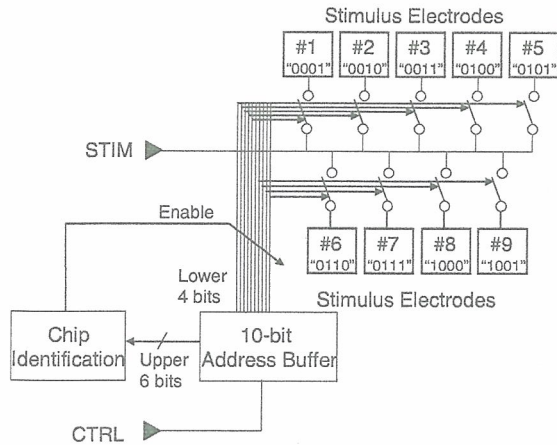 Stimulus Electrodes
#1 #2 #3 #4 #5
"0001" "0010" "0011" "0100" "0101"
STIM
Enable
#6 #7 #8 #9
"0110" "0111" "1000" "1001"
Lower
4 bits
Stimulus Electrodes
Chip
Identification
Upper
6 bits
10-bit
Address Buffer
CTRL